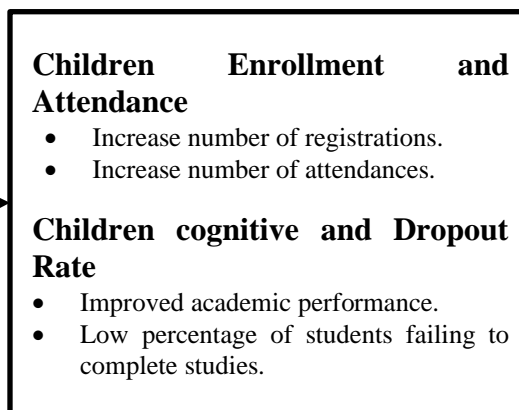 Children Enrollment and
Attendance
• Increase number of registrations.
• Increase number of attendances.
Children cognitive and Dropout
Rate
• Improved academic performance.
• Low percentage of students failing to
complete studies.